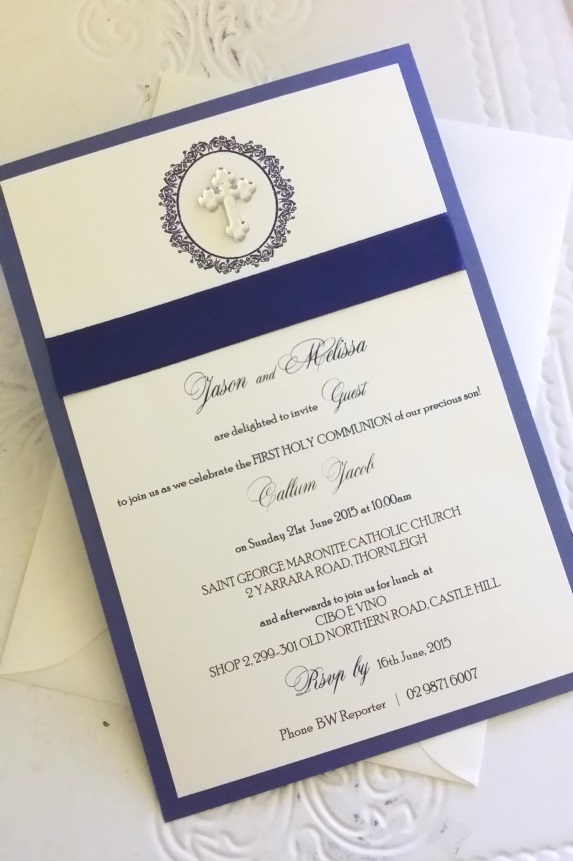 Jason and Melissa
are delighted to invite Guest
to join us as we celebrate the FIRST HOLY COMMUNION of our precious son!
Callum Jacob
on Sunday 21st June 2015 at 10.00am
SAINT GEORGE MARONITE CATHOLIC CHURCH
2 YARRARA ROAD, THORNLEIGH
and afterwards to join us for lunch at
CIBO E VINO
SHOP 2, 299-301 OLD NORTHERN ROAD, CASTLE HILL
Rsvp by 16th June, 2015
Phone BW Reporter | 02 9871 6007